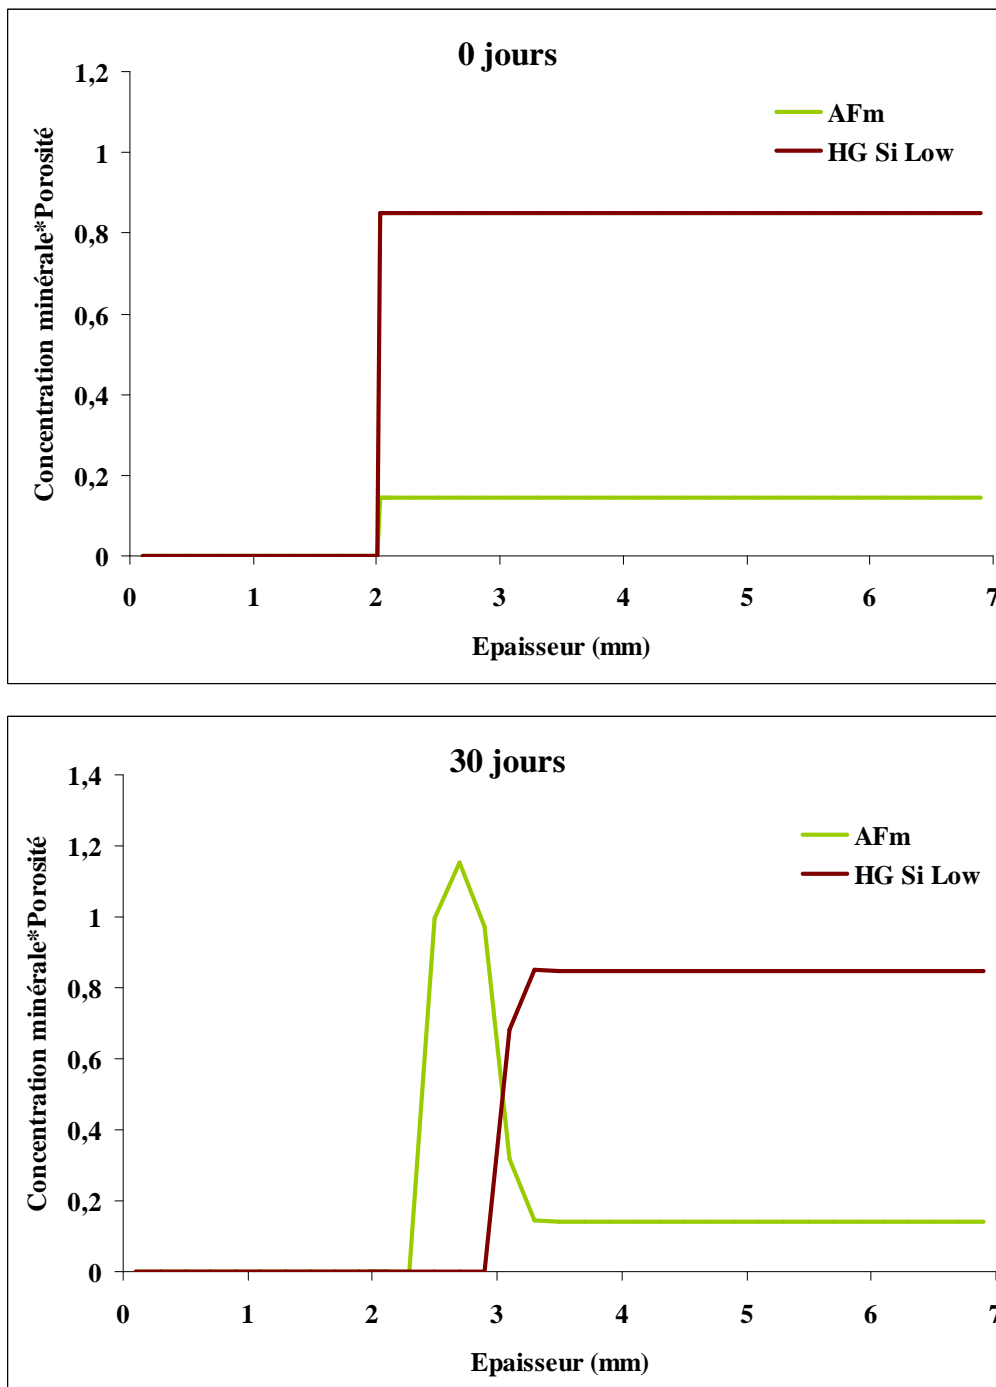 0 jours
1,2
1
0,8
0,6
0,4
0,2
0
Concentration minérale*Porosité
AFm
HG Si Low
0 1 2 3 4 5 6 7
Epaisseur (mm)
30 jours
1,4
1,2
1
0,8
0,6
0,4
0,2
0
Concentration minérale*Porosité
AFm
HG Si Low
0 1 2 3 4 5 6 7
Epaisseur (mm)